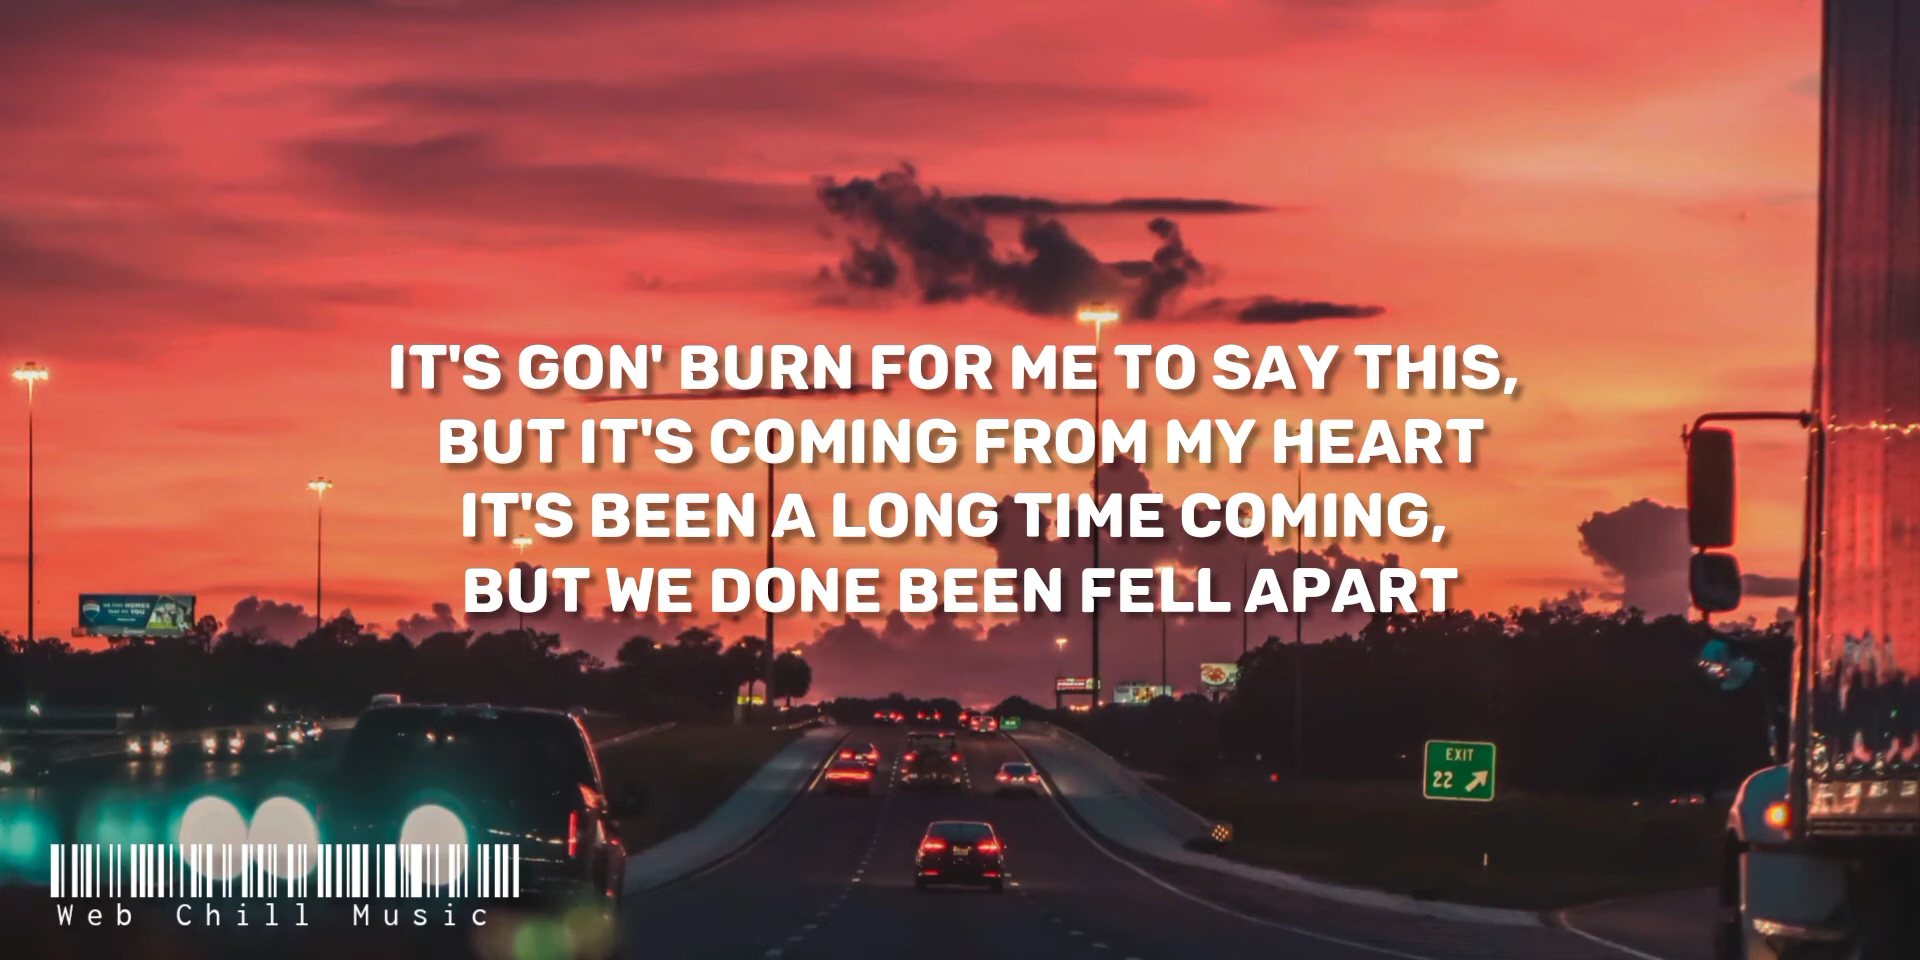 IT'S GON' BURN FOR ME TO SAY THIS,
BUT IT'S COMING FROM MY HEART
IT'S BEEN A LONG TIME COMING,
BUT WE DONE BEEN FELL APART
EXIT
22
Web Chill Music